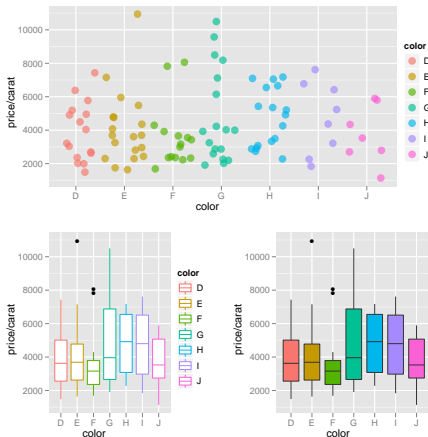 10000
8000
6000
4000
2000
price/carat
D E F G H I J
color
color
D
E
F
G
H
I
J
10000
8000
6000
4000
2000
price/carat
D E F G H I J
color
color
D
E
F
G
H
I
J
10000
8000
6000
4000
2000
price/carat
D E F G H I J
color